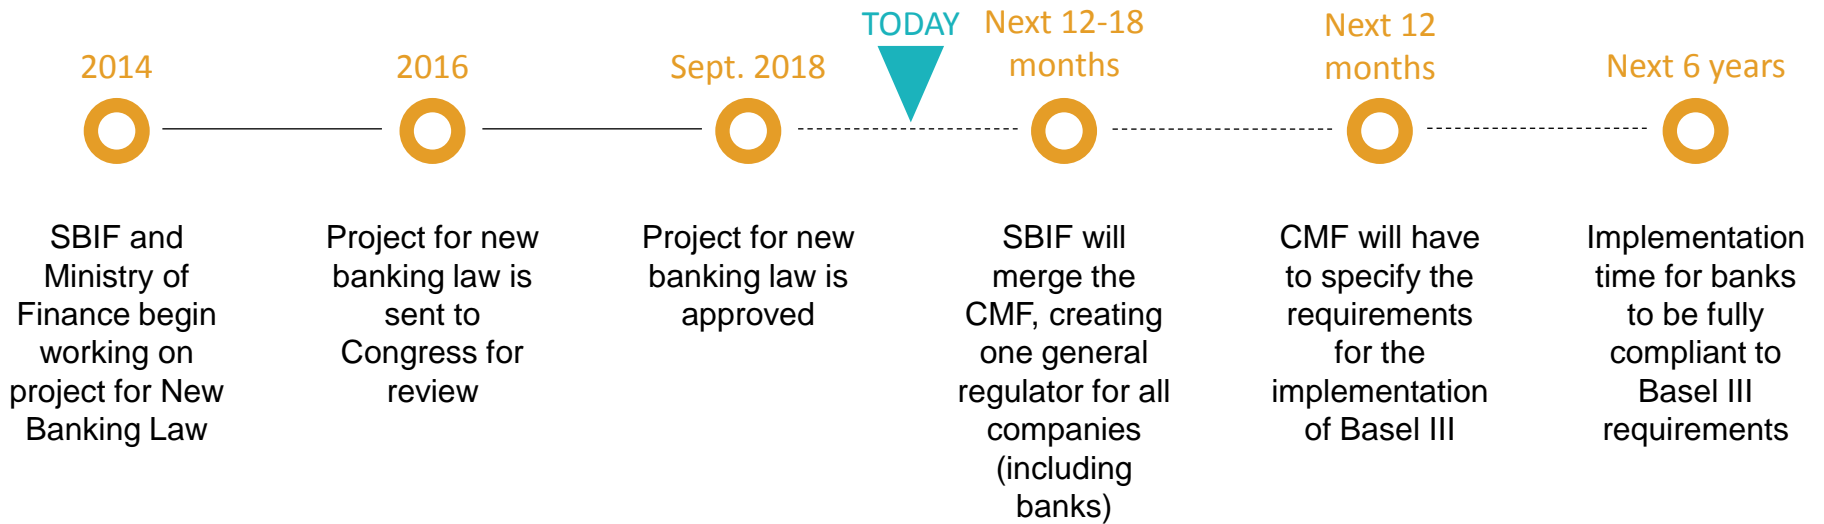 2014
SBIF and
Ministry of
Finance begin
working on
project for New
Banking Law
2016
Project for new
banking law is
sent to
Congress for
review
Sept. 2018
Project for new
banking law is
approved
TODAY
Next 12-18
months
SBIF will
merge the
CMF, creating
one general
regulator for all
companies
(including
banks)
Next 12
months
CMF will have
to specify the
requirements
for the
implementation
of Basel III
Next 6 years
Implementation
time for banks
to be fully
compliant to
Basel III
requirements